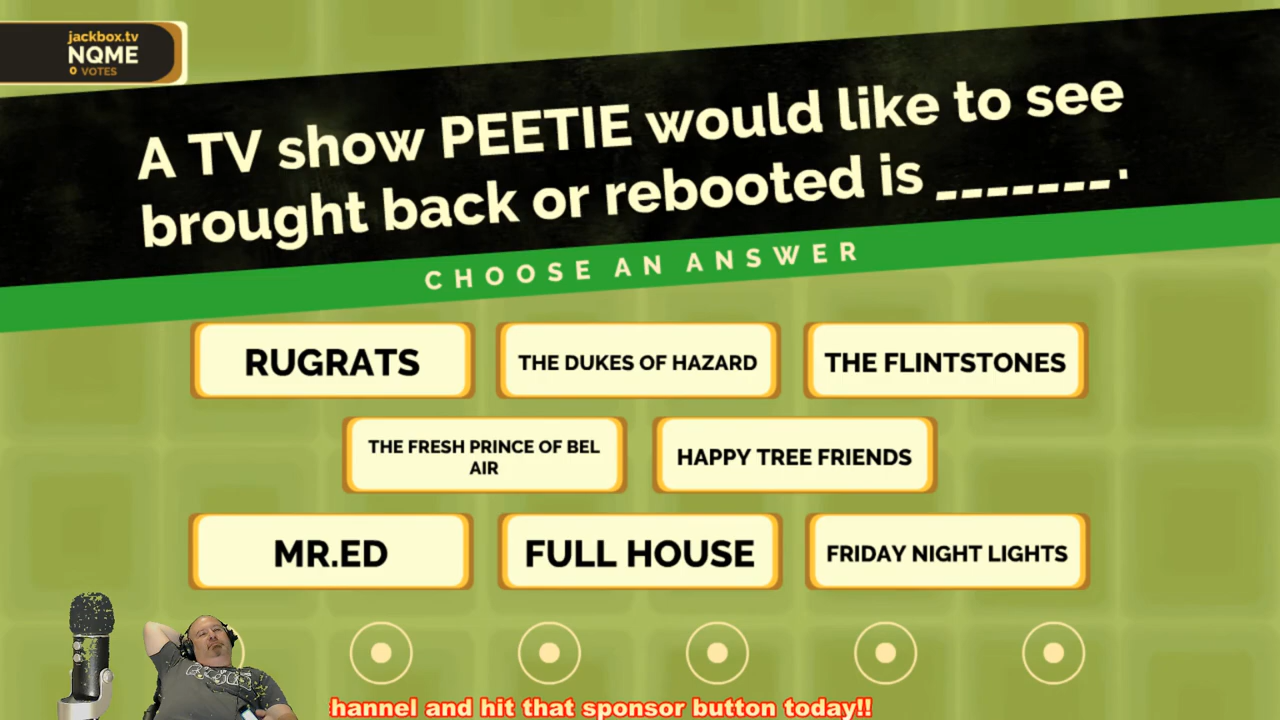 jackbox.tv
NQME
0 VOTES
A TV show PEETIE would like to see
brought back or rebooted is _______.
CHOOSE AN ANSWER
RUGRATS
THE DUKES OF HAZARD
THE FLINTSTONES
THE FRESH PRINCE OF BEL
AIR
HAPPY TREE FRIENDS
MR.ED
FULL HOUSE
FRIDAY NIGHT LIGHTS
hannel and hit that sponsor button today!!